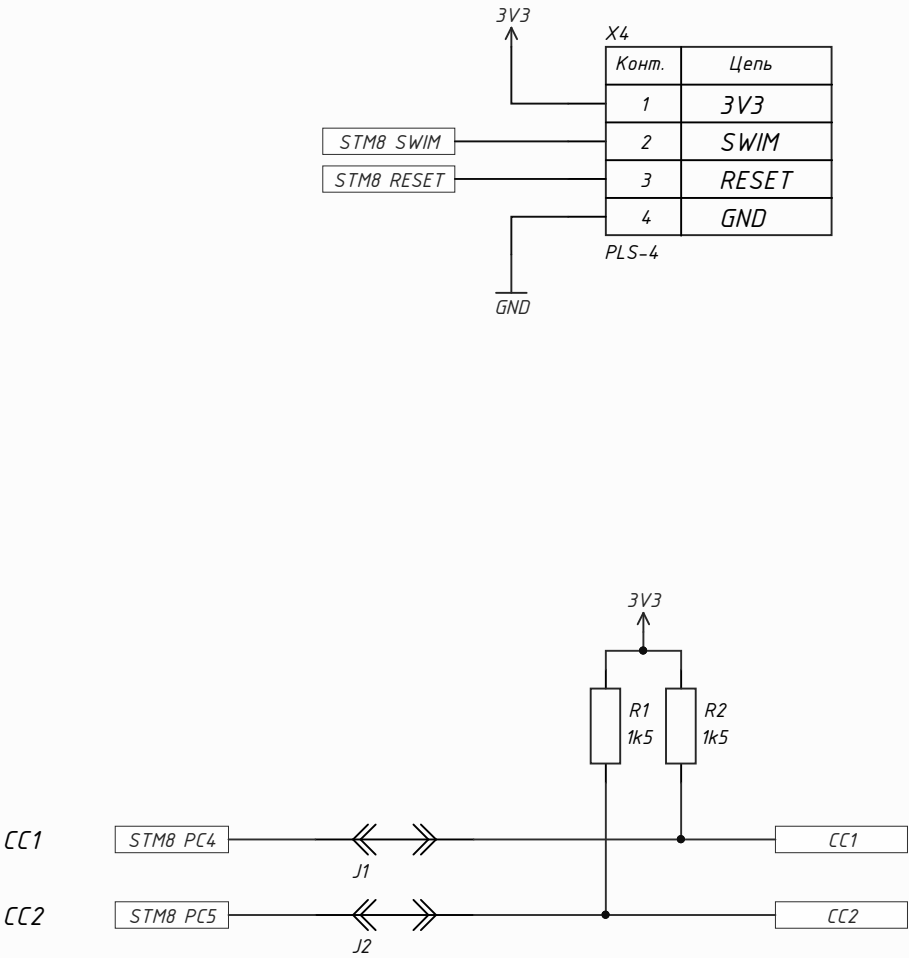 3V3
X4
Конт. Цепь
1 3V3
STM8 SWIM 2 SWIM
STM8 RESET 3 RESET
4 GND
PLS-4
GND
3V3
R1 R2
1k5 1k5
CC1 STM8 PC4 CC1
J1
CC2 STM8 PC5 CC2
J2